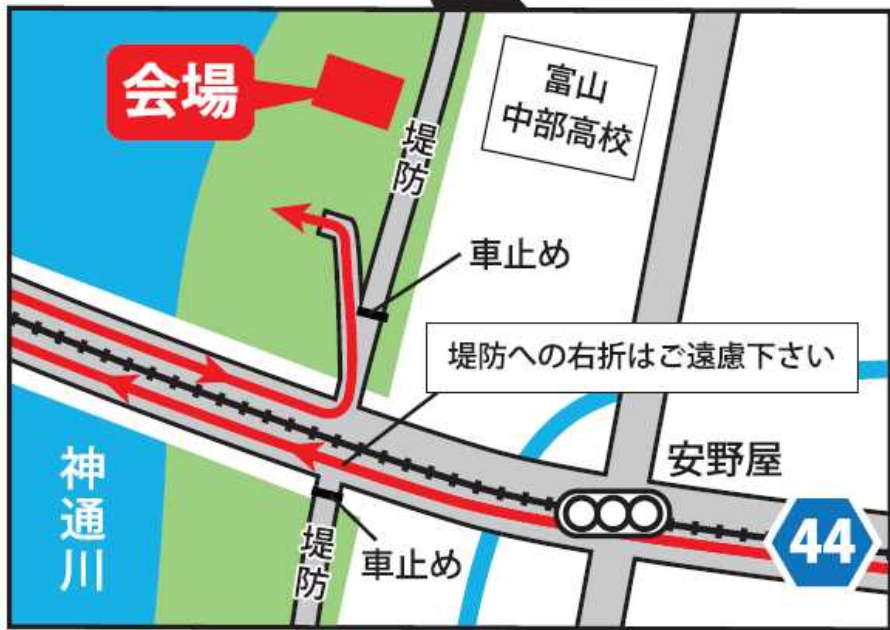 会場
富山
中部高校
堤防
車止め
堤防への右折はご遠慮下さい
安野屋
神通川
44
堤防
車止め